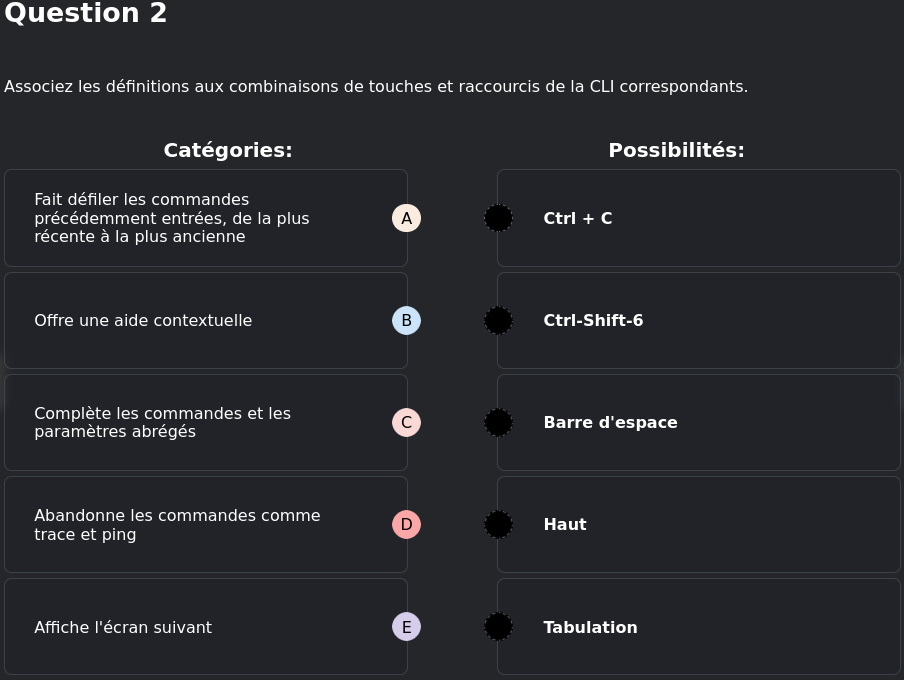 Question 2
Associez les définitions aux combinaisons de touches et raccourcis de la CLI correspondants.
Catégories:
Possibilités:
Fait défiler les commandes
précédemment entrées, de la plus
récente à la plus ancienne
A
Ctrl + C
Offre une aide contextuelle
B
Ctrl-Shift-6
Complète les commandes et les
paramètres abrégés
C
Barre d'espace
Abandonne les commandes comme
trace et ping
D
Haut
Affiche l'écran suivant
E
Tabulation